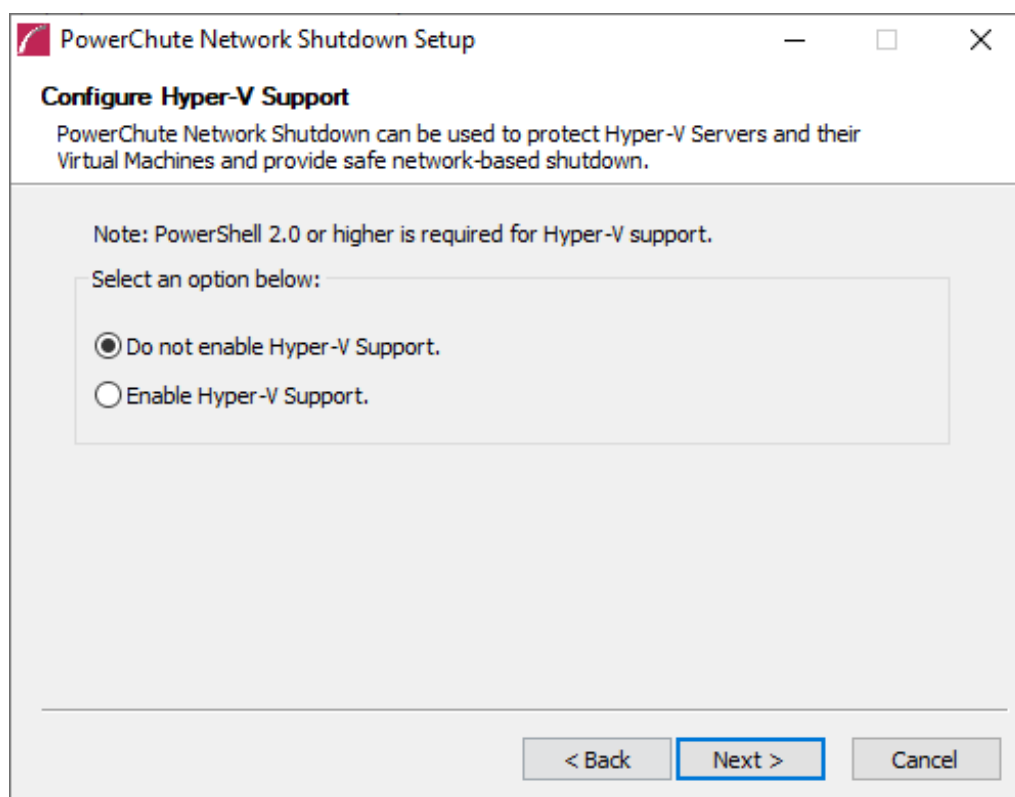 PowerChute Network Shutdown Setup
Configure Hyper-V Support
PowerChute Network Shutdown can be used to protect Hyper-V Servers and their
Virtual Machines and provide safe network-based shutdown.
Note: PowerShell 2.0 or higher is required for Hyper-V support.
Select an option below:
Do not enable Hyper-V Support.
Enable Hyper-V Support.
< Back Next > Cancel